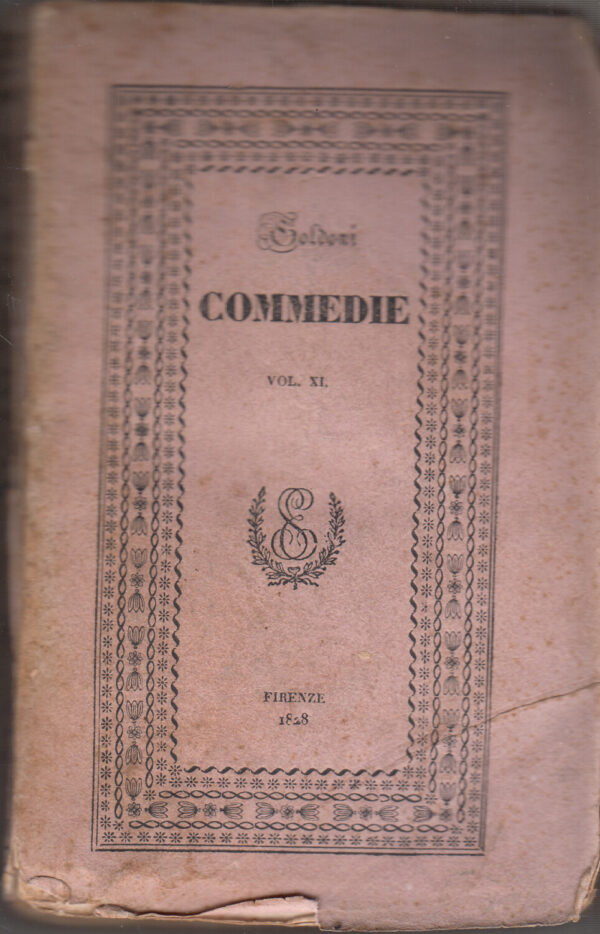 Goldoni
COMMEDIE
VOL. XI.
FIRENZE
1828